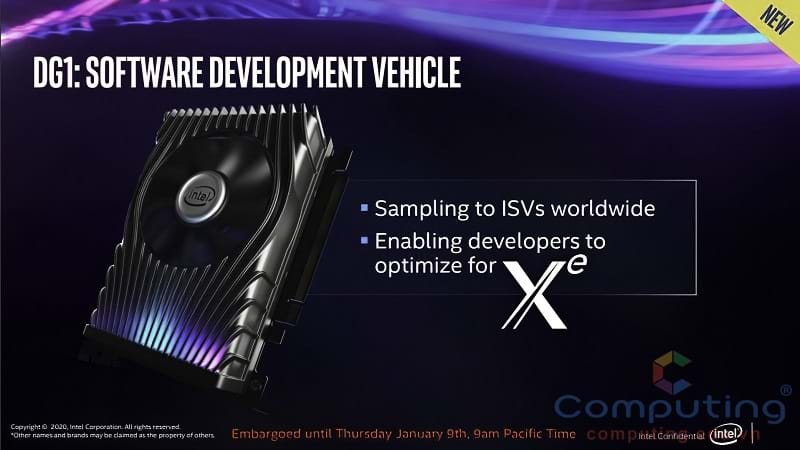 NEW
DG1: SOFTWARE DEVELOPMENT VEHICLE
intel
Sampling to ISVs worldwide
Enabling developers to
optimize for Xe
Computing®
Copyright © 2020, Intel Corporation. All rights reserved.
*Other names and brands may be claimed as the property of others.
Embargoed until Thursday January 9th, 9am Pacific Time
Intel Confidential
intel